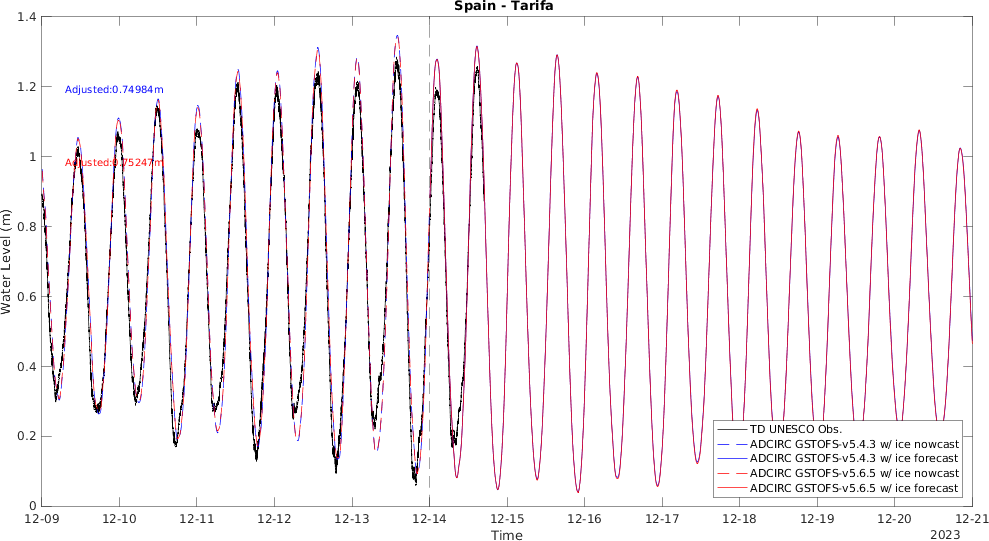 Spain - Tarifa
1.4
1.2
1
0.8
0.6
0.4
0.2
0
Water Level (m)
Adjusted:0.74984m
Adjusted:0.75247m
TD UNESCO Obs.
ADCIRC GSTOFS-v5.4.3 w/ ice nowcast
ADCIRC GSTOFS-v5.4.3 w/ ice forecast
ADCIRC GSTOFS-v5.6.5 w/ ice nowcast
ADCIRC GSTOFS-v5.6.5 w/ ice forecast
12-09 12-10 12-11 12-12 12-13 12-14 12-15 12-16 12-17 12-18 12-19 12-20 12-21
Time
2023